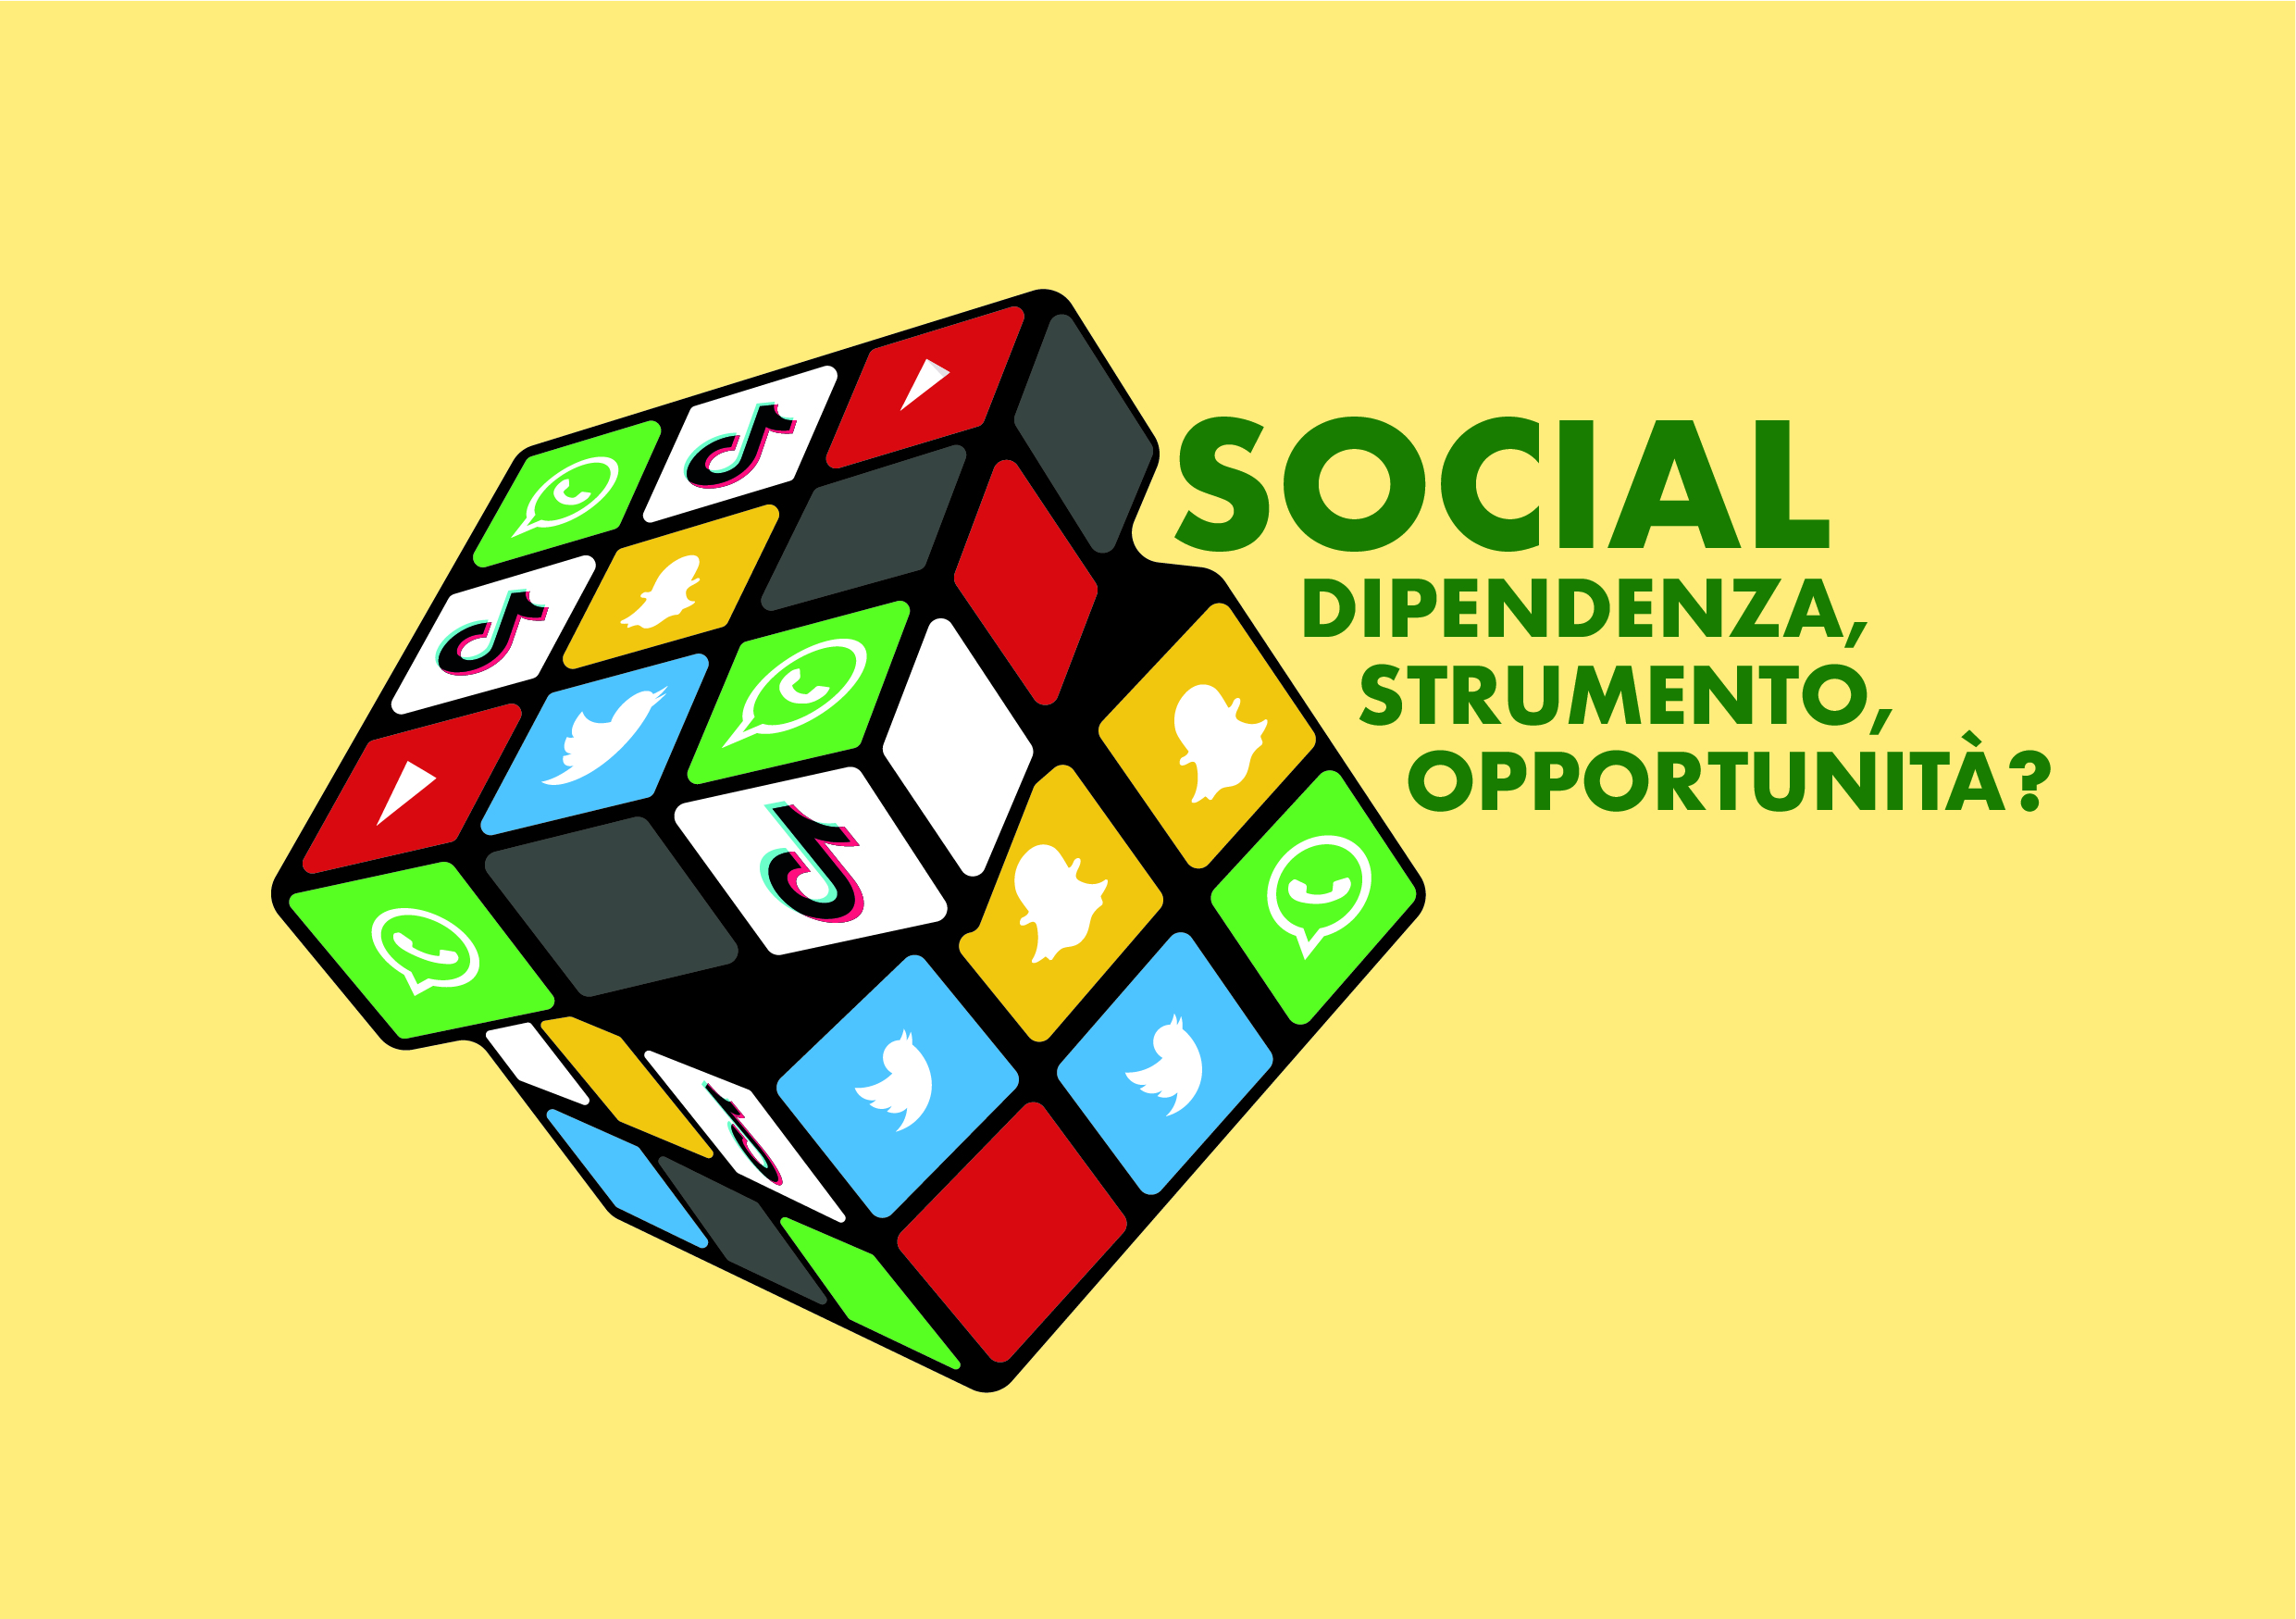 SOCIAL
DIPENDENZA,
STRUMENTO,
OPPORTUNITÀ?